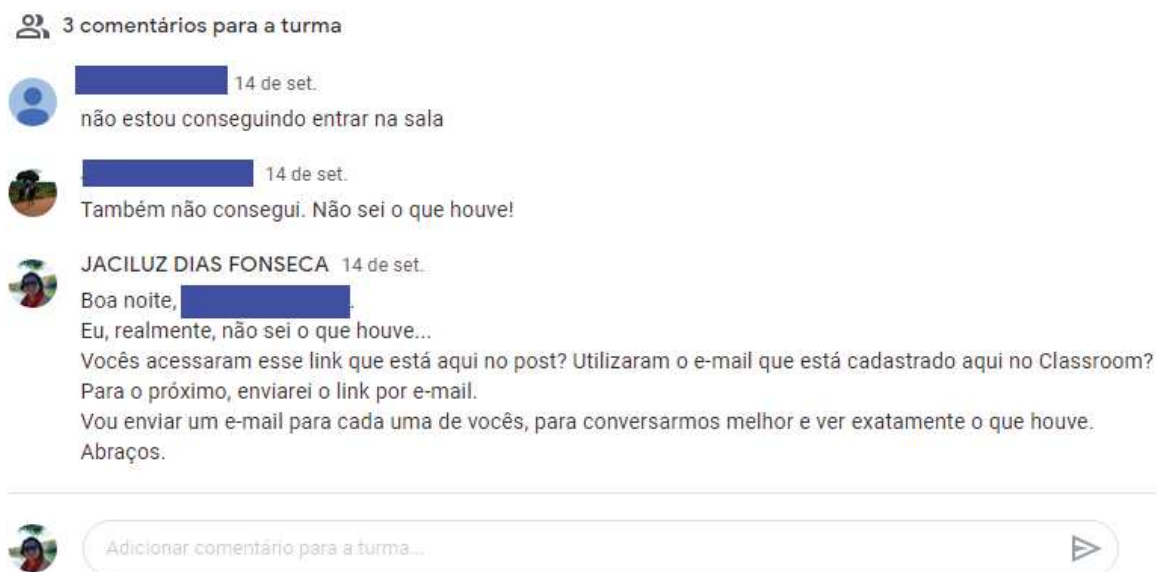 3 comentários para a turma
14 de set.
não estou conseguindo entrar na sala
14 de set.
Também não consegui. Não sei o que houve!
JACILUZ DIAS FONSECA 14 de set.
Boa noite, .
Eu, realmente, não sei o que houve...
Vocês acessaram esse link que está aqui no post? Utilizaram o e-mail que está cadastrado aqui no Classroom?
Para o próximo, enviarei o link por e-mail.
Vou enviar um e-mail para cada uma de vocês, para conversarmos melhor e ver exatamente o que houve.
Abraços.
Adicionar comentário para a turma...